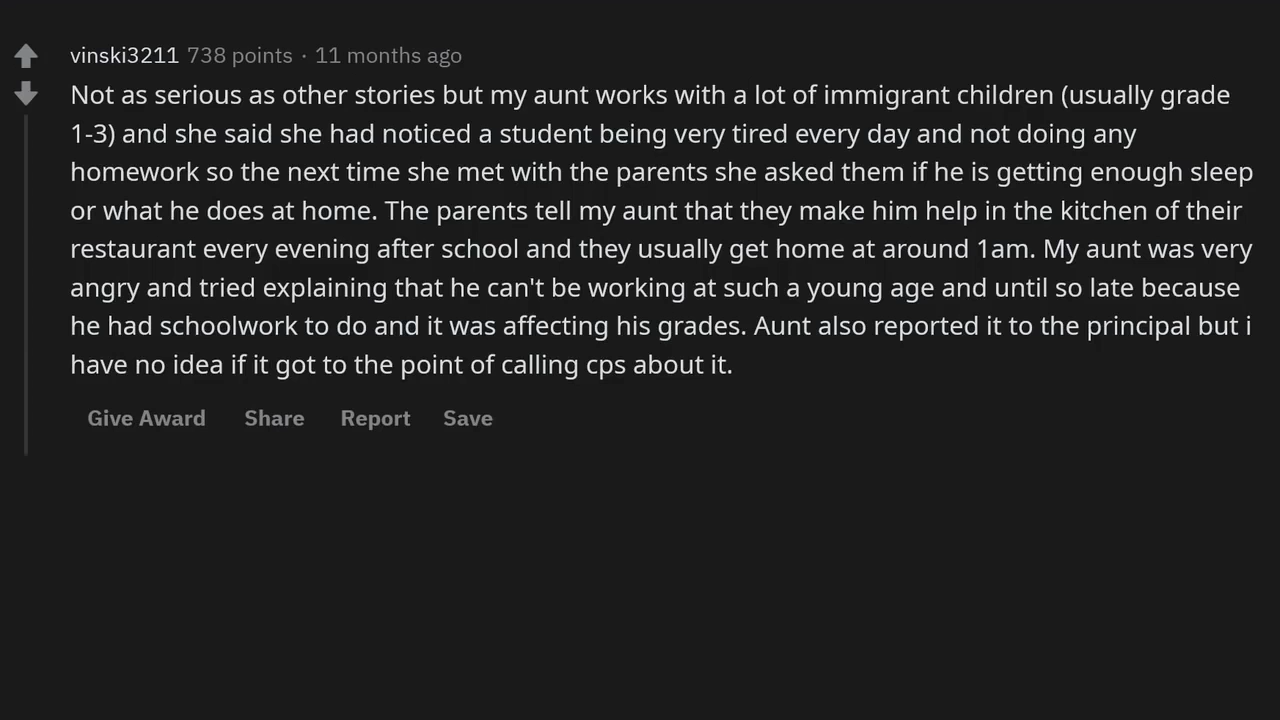 vinski3211 738 points · 11 months ago
Not as serious as other stories but my aunt works with a lot of immigrant children (usually grade
1-3) and she said she had noticed a student being very tired every day and not doing any
homework so the next time she met with the parents she asked them if he is getting enough sleep
or what he does at home. The parents tell my aunt that they make him help in the kitchen of their
restaurant every evening after school and they usually get home at around 1am. My aunt was very
angry and tried explaining that he can't be working at such a young age and until so late because
he had schoolwork to do and it was affecting his grades. Aunt also reported it to the principal but i
have no idea if it got to the point of calling cps about it.
Give Award Share Report Save